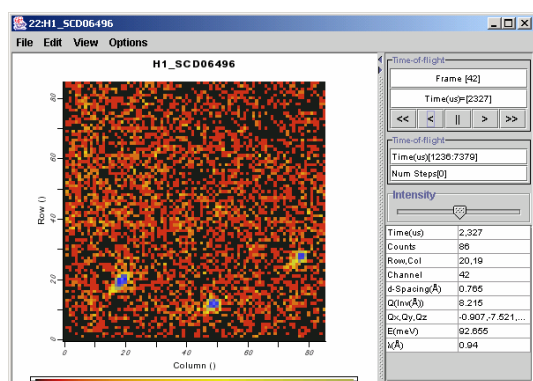 22:H1_SCD06496
File Edit View Options
H1_SCD06496
80
60
40
20
0
Row ()
0 20 40 60 80
Column ()
Time-of-flight
Frame [42]
Time(us)=[2327]
<< < || > >>
Time-of-flight
Time(us)[1236:7379]
Num Steps[0]
Intensity
Time(us) 2,327
Counts 86
Row,Col 20,19
Channel 42
d-Spacing(Å) 0.765
Q(Inv(Å)) 8.215
Qx,Qy,Qz -0.907,-7.521,...
E(meV) 92.655
λ(Å) 0.94